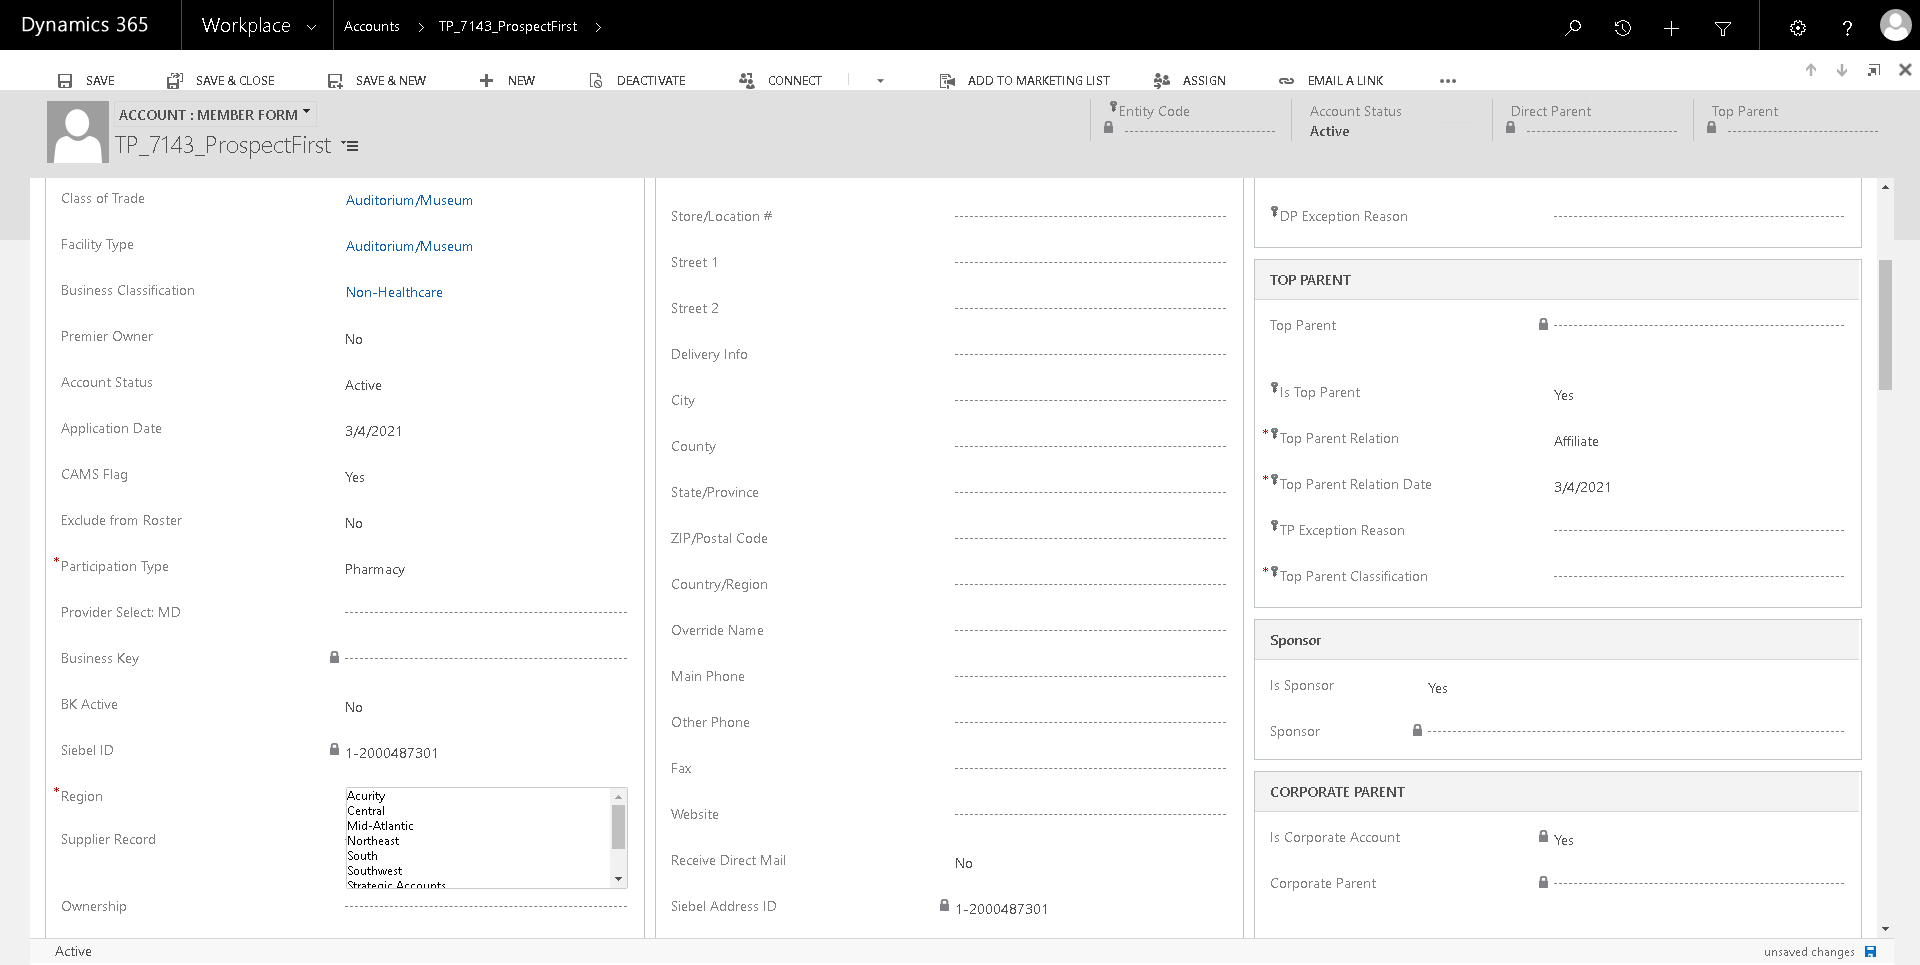 Dynamics 365 Workplace Accounts TP_7143_ProspectFirst
SAVE SAVE & CLOSE SAVE & NEW NEW DEACTIVATE CONNECT ADD TO MARKETING LIST ASSIGN EMAIL A LINK
ACCOUNT : MEMBER FORM
TP_7143_ProspectFirst
Entity Code
Account Status
Active
Direct Parent
Top Parent
Class of Trade Auditorium/Museum
Facility Type Auditorium/Museum
Business Classification Non-Healthcare
Premier Owner No
Account Status Active
Application Date 3/4/2021
CAMS Flag Yes
Exclude from Roster No
*Participation Type Pharmacy
Provider Select: MD
Business Key
BK Active No
Siebel ID 1-2000487301
*Region
Acurity
Central
Mid-Atlantic
Northeast
South
Southwest
Strategic Accounts
Supplier Record
Ownership
Store/Location #
Street 1
Street 2
Delivery Info
City
County
State/Province
ZIP/Postal Code
Country/Region
Override Name
Main Phone
Other Phone
Fax
Website
Receive Direct Mail No
Siebel Address ID 1-2000487301
DP Exception Reason
TOP PARENT
Top Parent
Is Top Parent Yes
*Top Parent Relation Affiliate
*Top Parent Relation Date 3/4/2021
TP Exception Reason
*Top Parent Classification
Sponsor
Is Sponsor Yes
Sponsor
CORPORATE PARENT
Is Corporate Account Yes
Corporate Parent
Active
unsaved changes